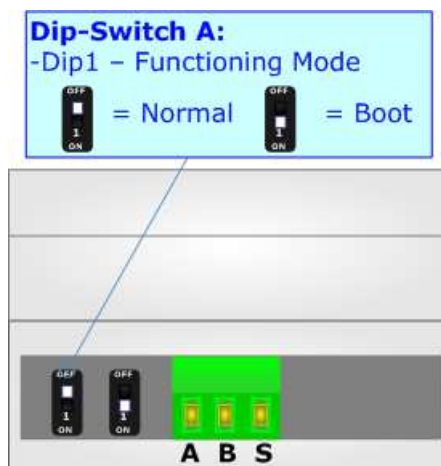 Dip-Switch A:
-Dip1 – Functioning Mode
OFF
1
ON
= Normal
OFF
1
ON
= Boot
OFF
1
ON
OFF
1
ON
A B S